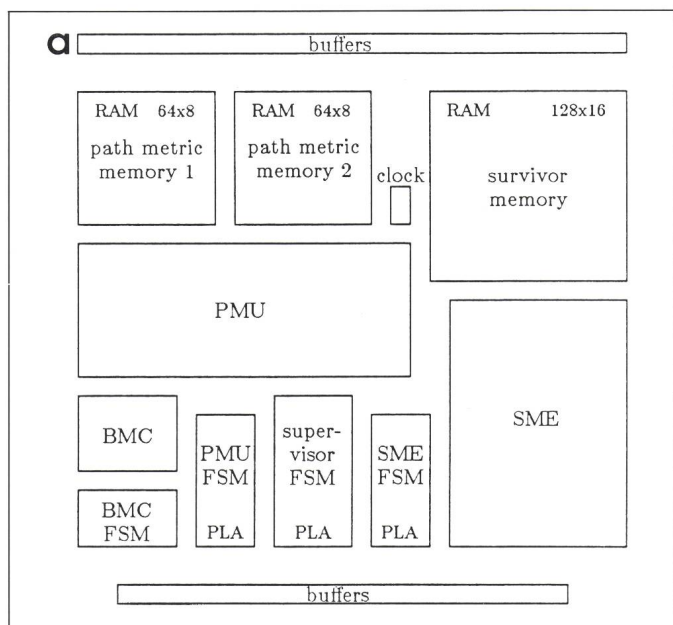 a
buffers
RAM 64x8
path metric
memory 1
RAM 64x8
path metric
memory 2
clock
RAM 128x16
survivor
memory
PMU
SME
BMC
BMC
FSM
PMU
FSM
PLA
super-
visor
FSM
PLA
SME
FSM
PLA
buffers